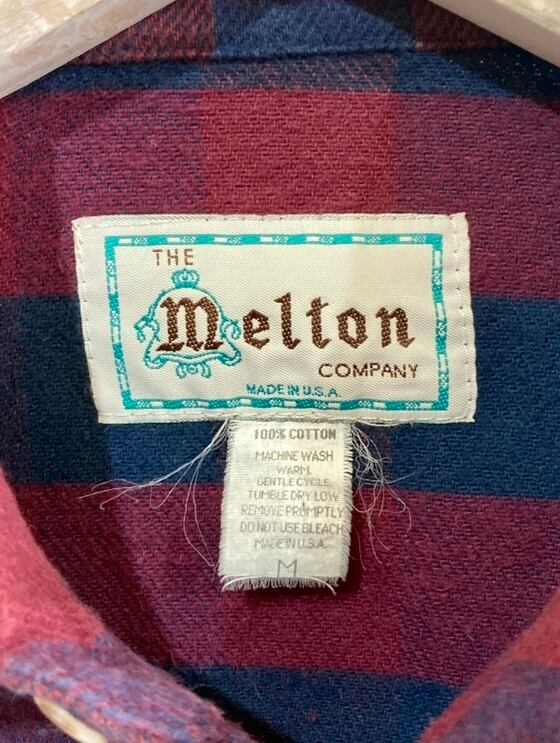 THE
Melton
COMPANY
MADE IN U.S.A.
100% COTTON
MACHINE WASH
WARM.
GENTLE CYCLE
TUMBLE DRY LOW
REMOVE PROMPTLY
DO NOT USE BLEACH
MADE IN U.S.A.
M